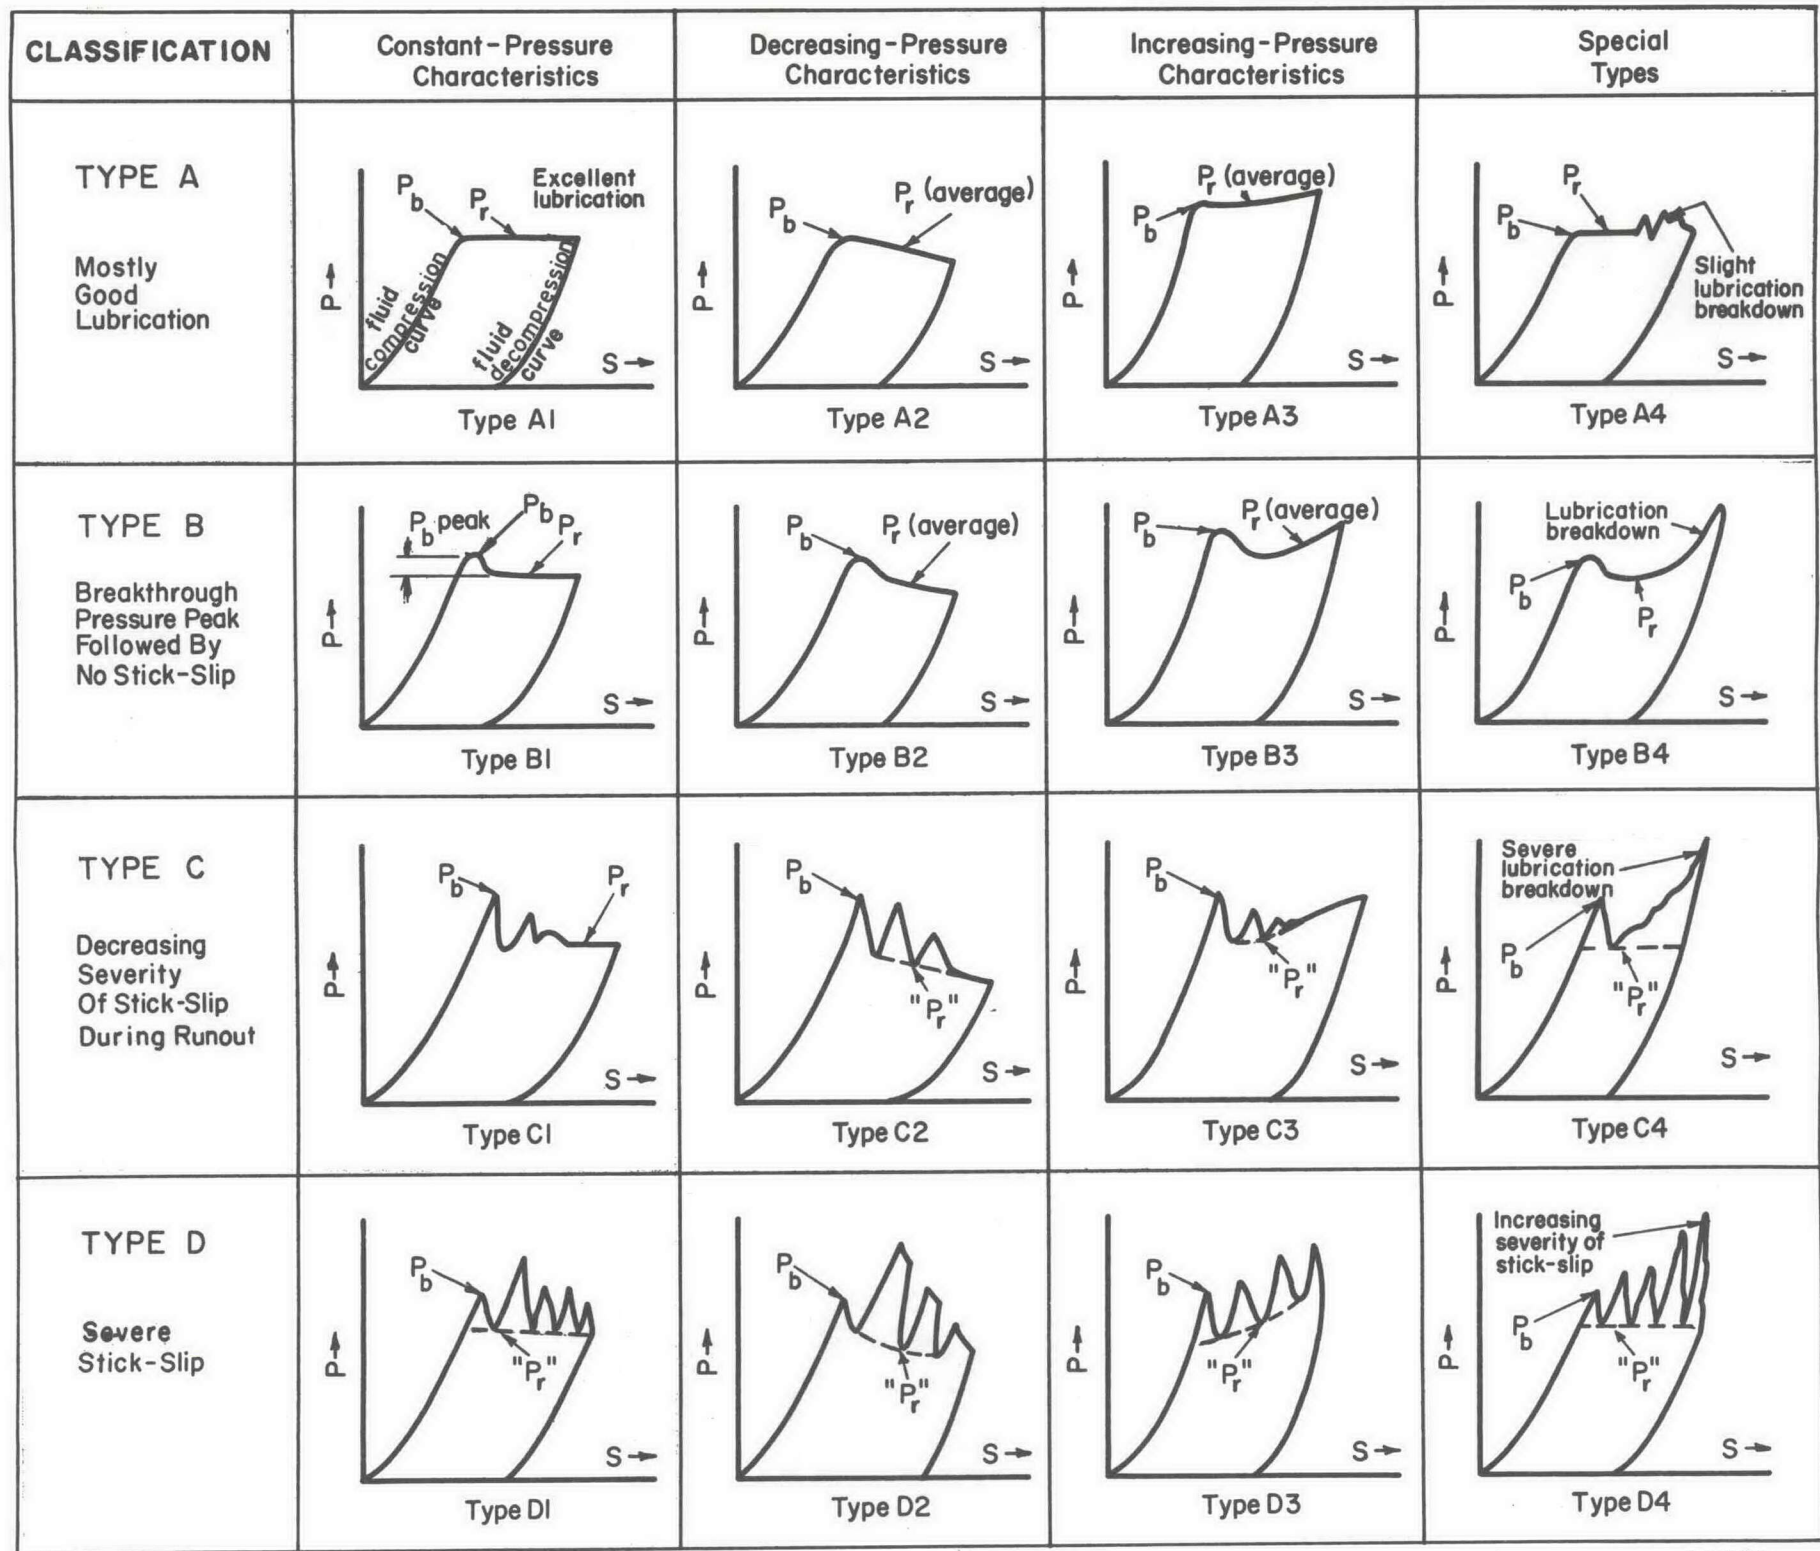 CLASSIFICATION
Constant-Pressure
Characteristics
Decreasing-Pressure
Characteristics
Increasing-Pressure
Characteristics
Special
Types
TYPE A
Mostly
Good
Lubrication
Pb
Pr
Excellent
lubrication
fluid
compression
curve
fluid
decompression
curve
P→
S→
Type A1
Pb
Pr (average)
P→
S→
Type A2
Pr (average)
Pb
P→
S→
Type A3
Pr
Pb
Slight
lubrication
breakdown
P→
S→
Type A4
TYPE B
Breakthrough
Pressure Peak
Followed By
No Stick-Slip
Pb peak
Pb
Pr
P→
S→
Type B1
Pb
Pr (average)
P→
S→
Type B2
Pb
Pr (average)
P→
S→
Type B3
Lubrication
breakdown
Pb
Pr
P→
S→
Type B4
TYPE C
Decreasing
Severity
Of Stick-Slip
During Runout
Pb
Pr
P→
S→
Type C1
Pb
"Pr"
P→
S→
Type C2
Pb
"Pr"
P→
S→
Type C3
Severe
lubrication
breakdown
Pb
"Pr"
P→
S→
Type C4
TYPE D
Severe
Stick-Slip
Pb
"Pr"
P→
S→
Type D1
Pb
"Pr"
P→
S→
Type D2
Pb
"Pr"
P→
S→
Type D3
Increasing
severity of
stick-slip
Pb
"Pr"
P→
S→
Type D4